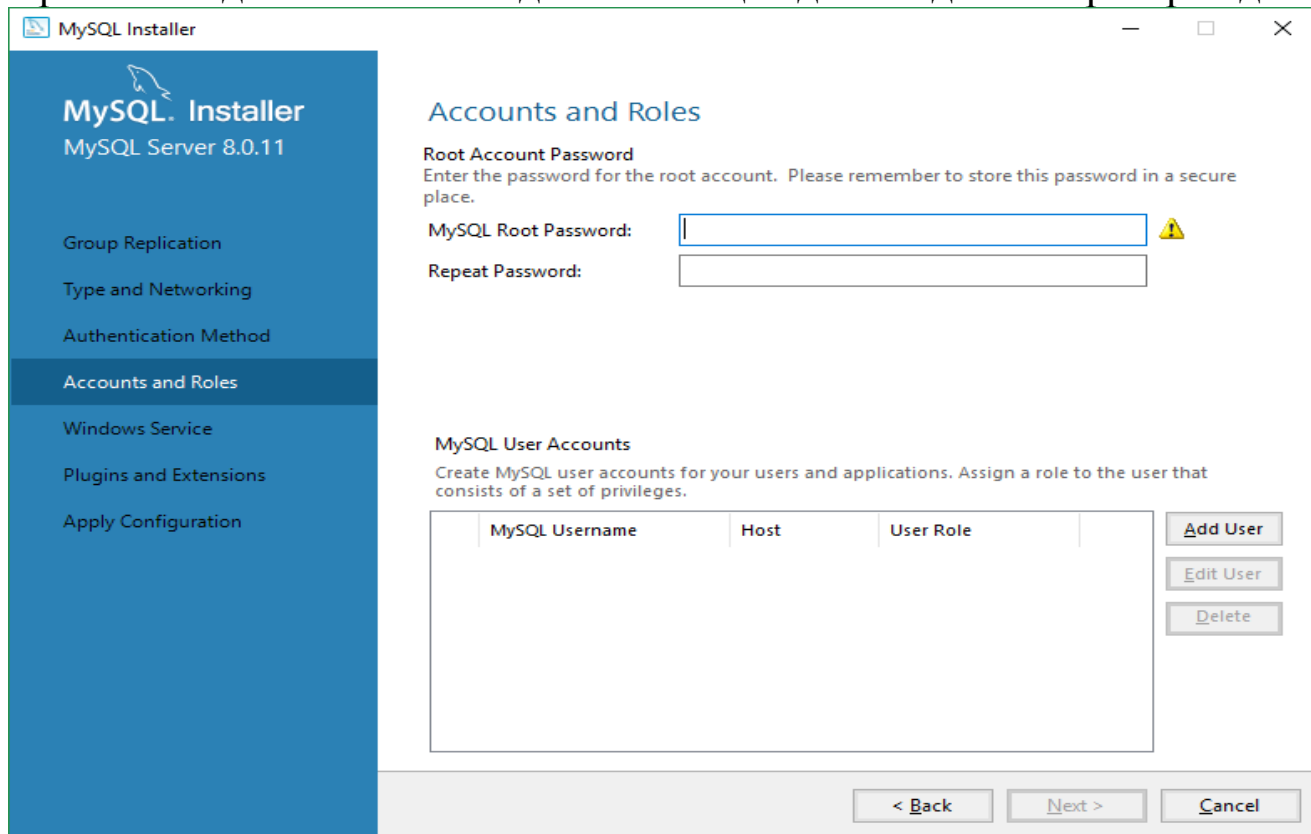 MySQL Installer
MySQL. Installer
MySQL Server 8.0.11
Group Replication
Type and Networking
Authentication Method
Accounts and Roles
Windows Service
Plugins and Extensions
Apply Configuration
Accounts and Roles
Root Account Password
Enter the password for the root account. Please remember to store this password in a secure
place.
MySQL Root Password:
Repeat Password:
MySQL User Accounts
Create MySQL user accounts for your users and applications. Assign a role to the user that
consists of a set of privileges.
MySQL Username Host User Role
Add User
Edit User
Delete
< Back Next > Cancel